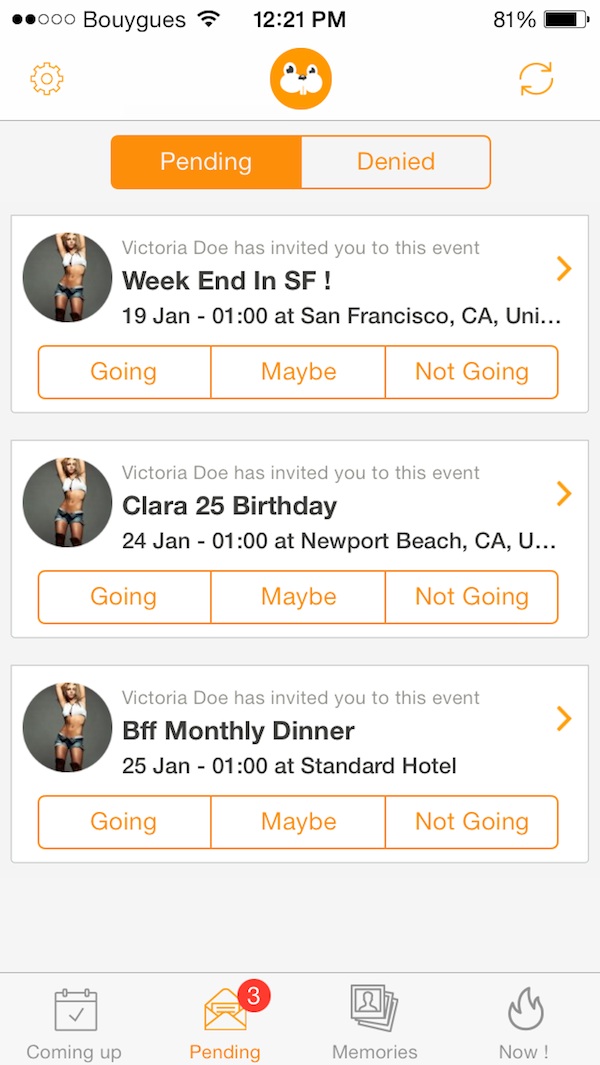 Bouygues 12:21 PM 81%
Pending Denied
Victoria Doe has invited you to this event
Week End In SF !
19 Jan - 01:00 at San Francisco, CA, Uni...
Going Maybe Not Going
Victoria Doe has invited you to this event
Clara 25 Birthday
24 Jan - 01:00 at Newport Beach, CA, U...
Going Maybe Not Going
Victoria Doe has invited you to this event
Bff Monthly Dinner
25 Jan - 01:00 at Standard Hotel
Going Maybe Not Going
3
Coming up Pending Memories Now !